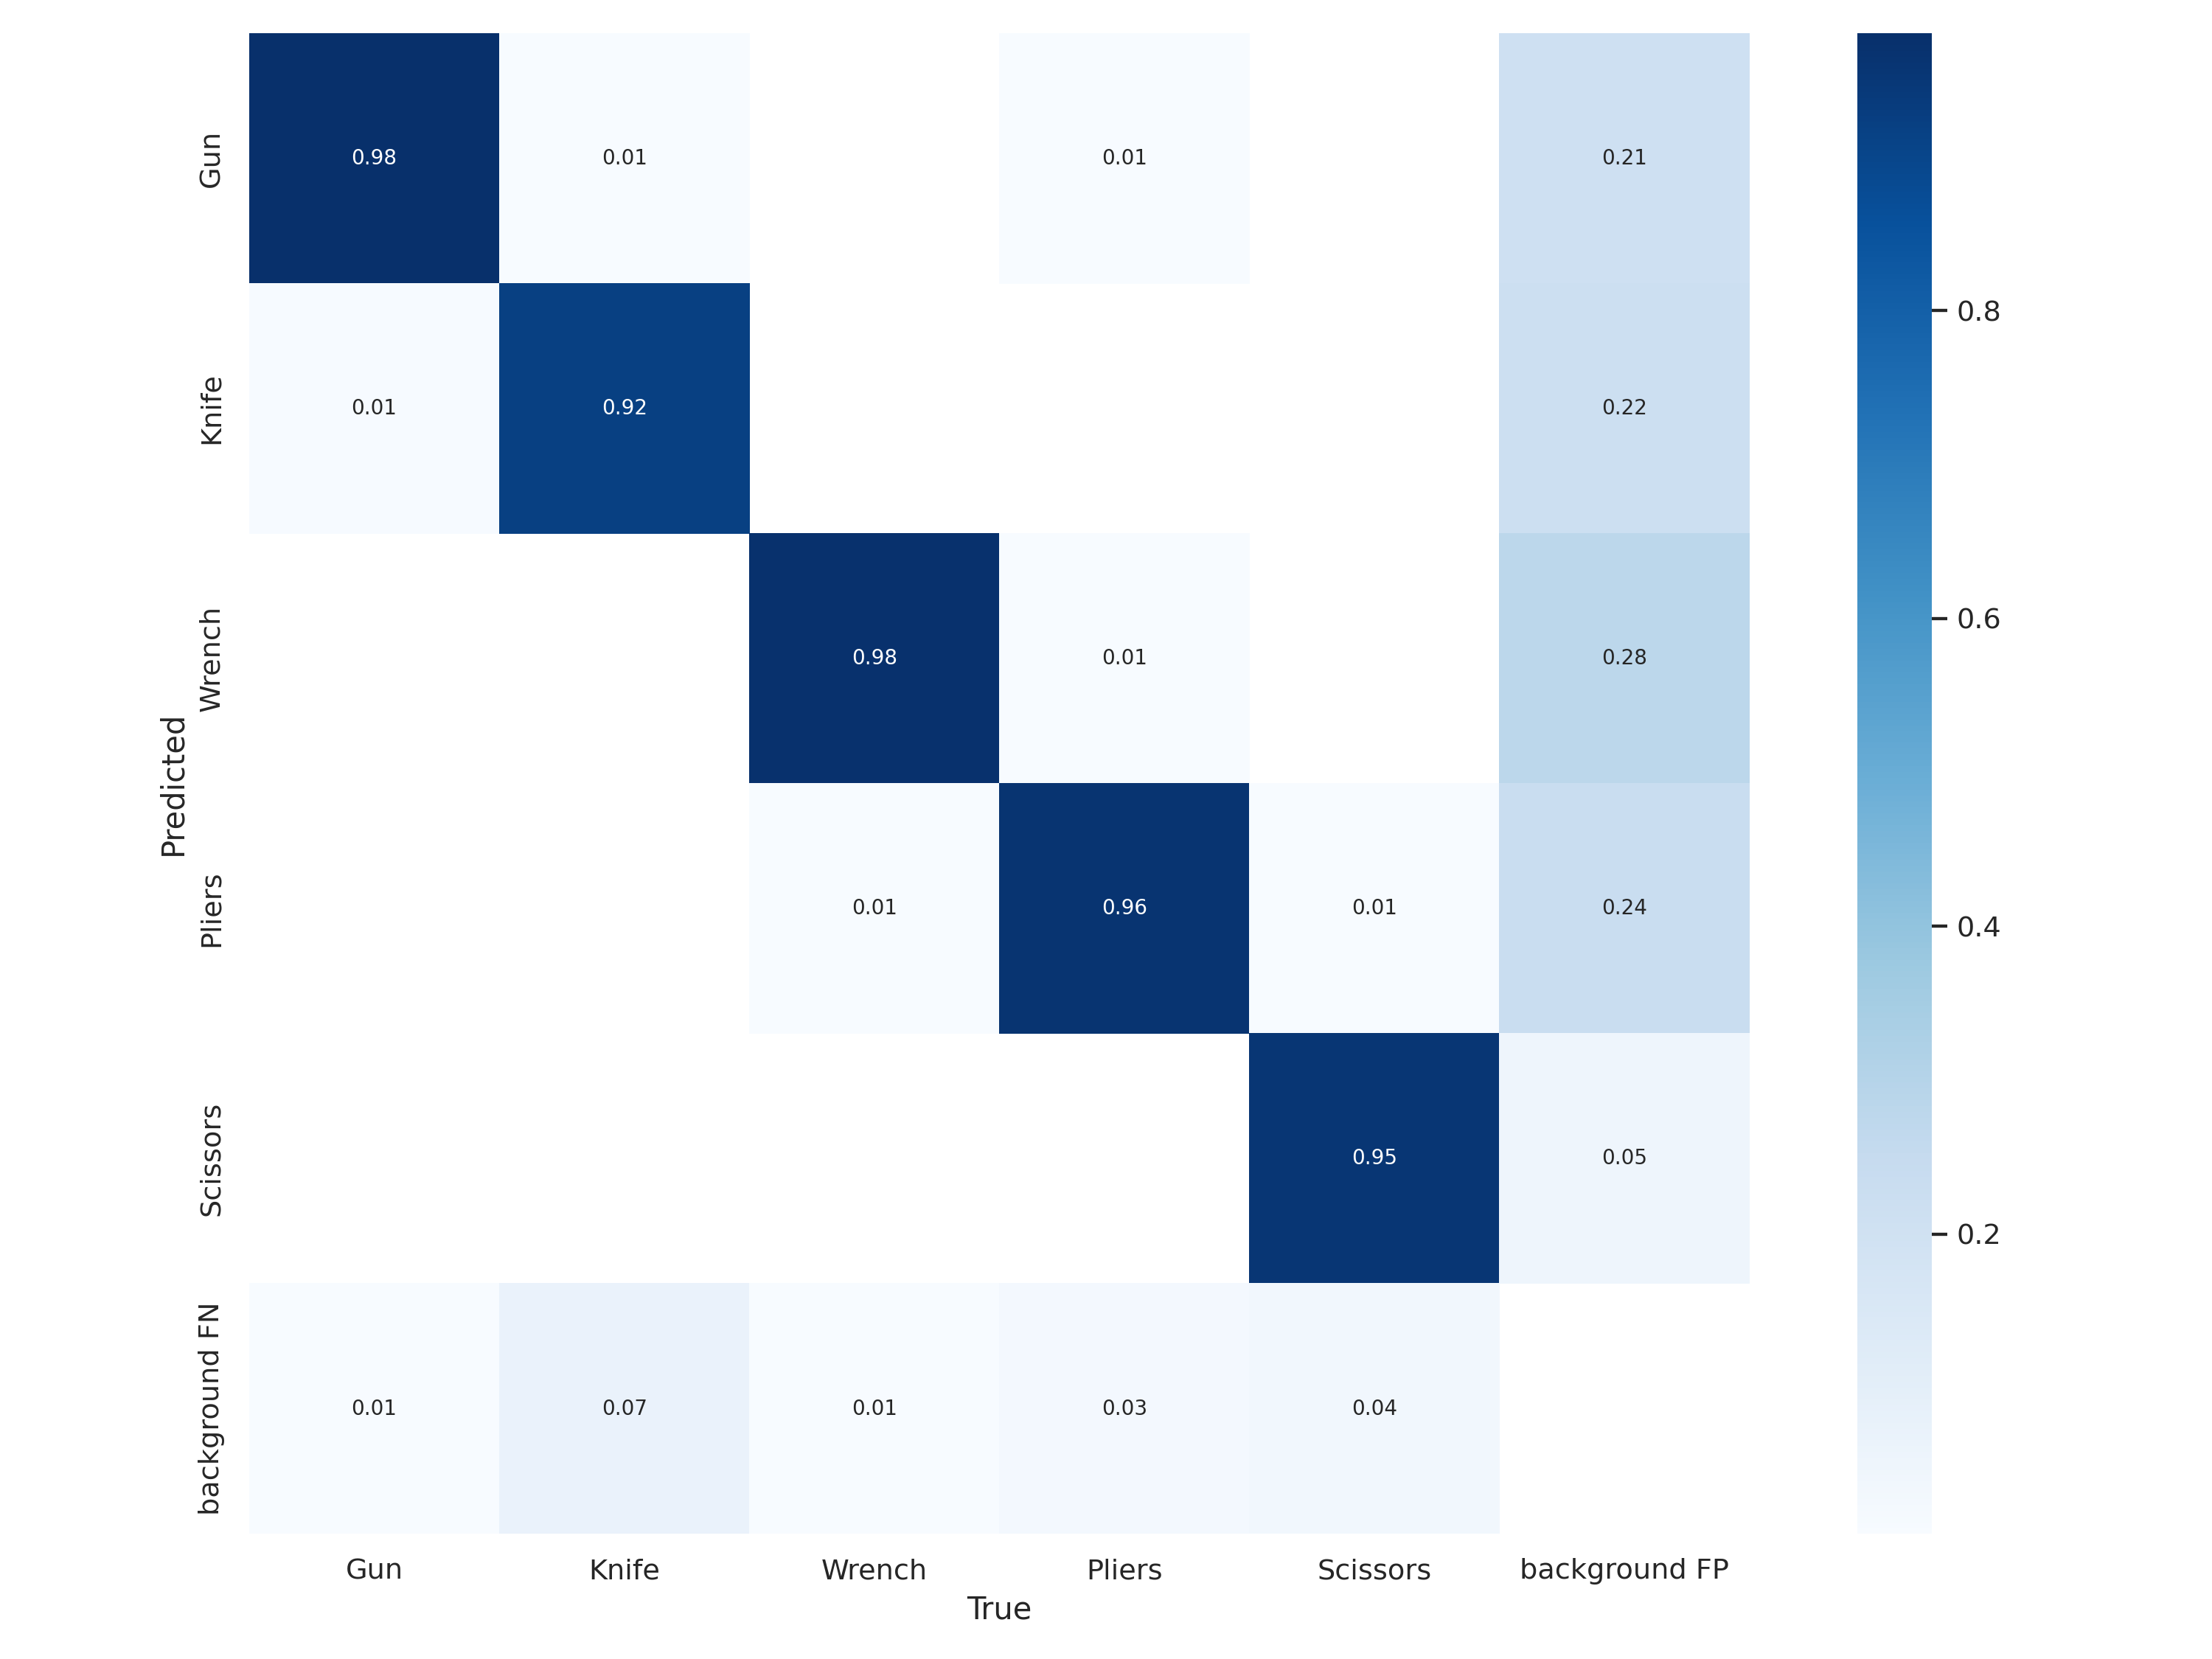 Predicted
Gun 0.98 0.01 0.01 0.21
Knife 0.01 0.92 0.22
Wrench 0.98 0.01 0.28
Pliers 0.01 0.96 0.01 0.24
Scissors 0.95 0.05
background FN 0.01 0.07 0.01 0.03 0.04
Gun Knife Wrench Pliers Scissors background FP
True
0.8
0.6
0.4
0.2